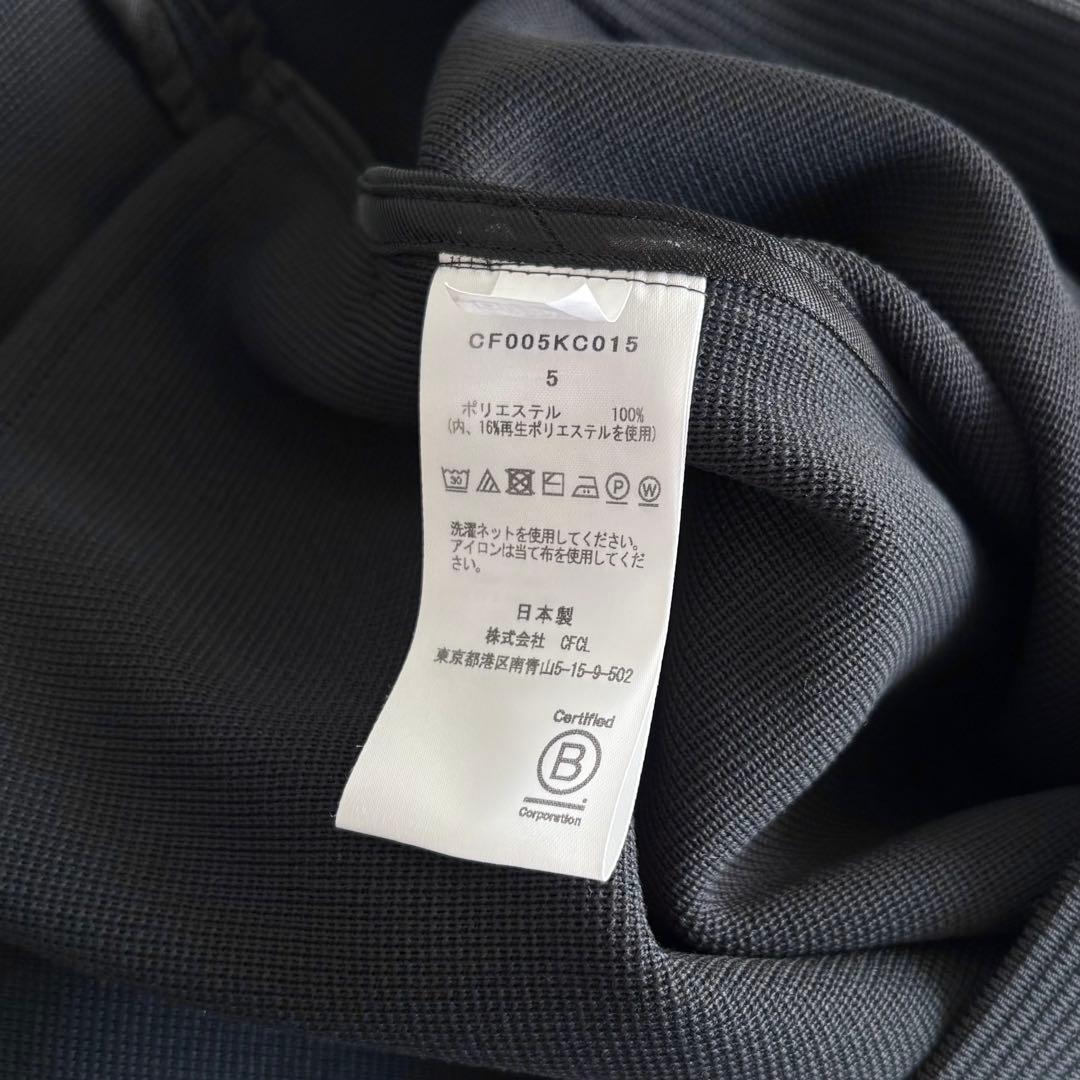 CF005KC015
5
ポリエステル 100%
(内、16%再生ポリエステルを使用)
30
P
W
洗濯ネットを使用してください。
アイロンは当て布を使用してくだ
さい。
日本製
株式会社 CFCL
東京都港区南青山5-15-9-502
Certified
B
Corporation